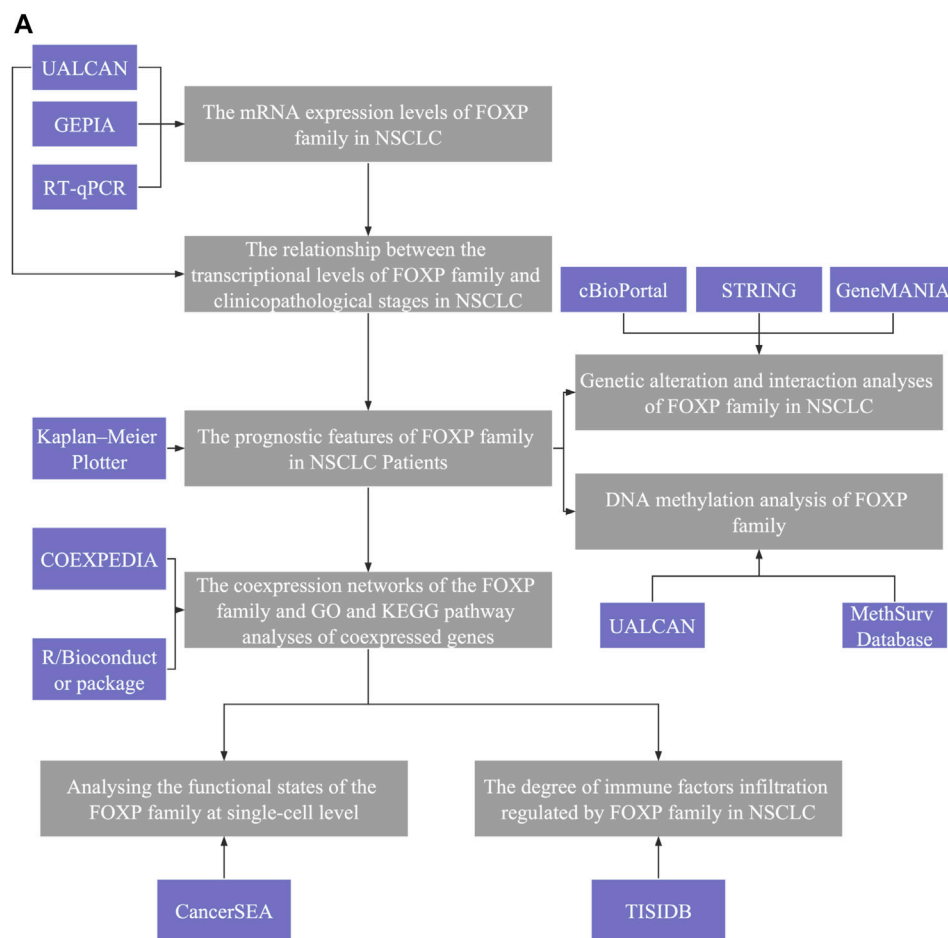 A
UALCAN
GEPIA
RT-qPCR
The mRNA expression levels of FOXP
family in NSCLC
The relationship between the
transcriptional levels of FOXP family and
clinicopathological stages in NSCLC
cBioPortal
STRING
GeneMANIA
Genetic alteration and interaction analyses
of FOXP family in NSCLC
Kaplan–Meier
Plotter
The prognostic features of FOXP family
in NSCLC Patients
DNA methylation analysis of FOXP
family
UALCAN
MethSurv
Database
COEXPEDIA
R/Bioconduct
or package
The coexpression networks of the FOXP
family and GO and KEGG pathway
analyses of coexpressed genes
Analysing the functional states of the
FOXP family at single-cell level
The degree of immune factors infiltration
regulated by FOXP family in NSCLC
CancerSEA
TISIDB